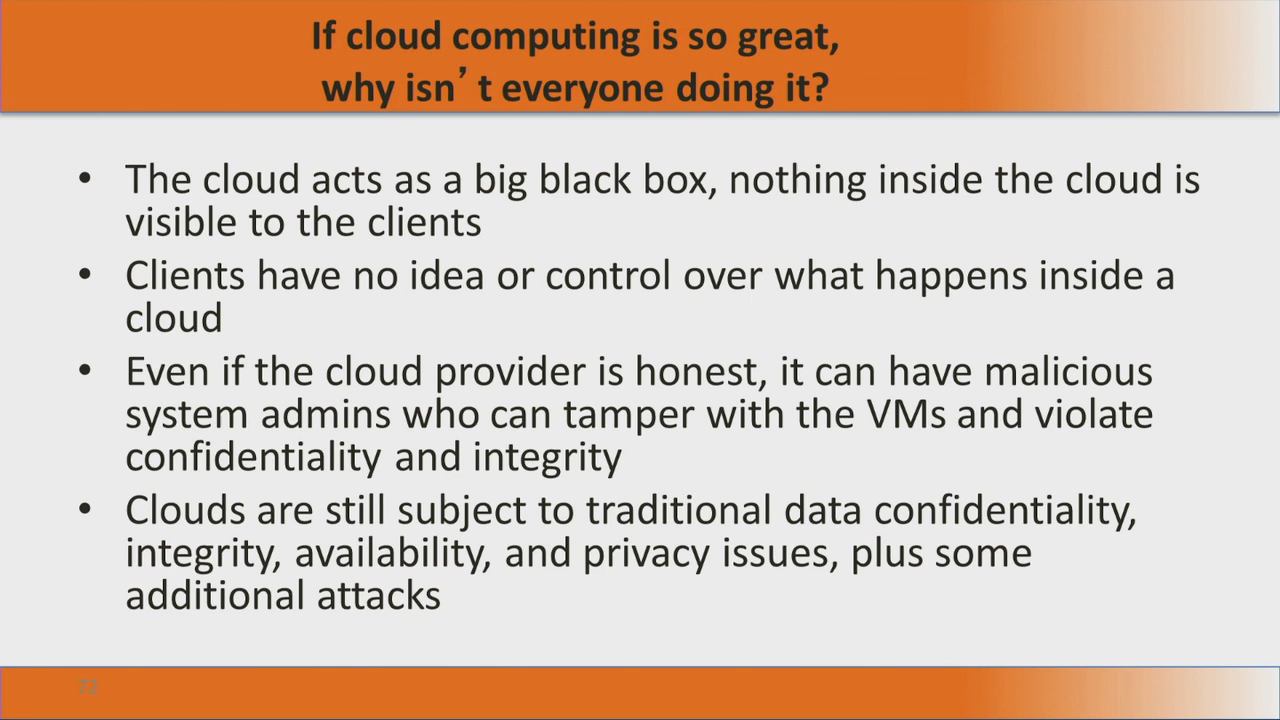 If cloud computing is so great,
why isn’ t everyone doing it?
• The cloud acts as a big black box, nothing inside the cloud is
visible to the clients
• Clients have no idea or control over what happens inside a
cloud
• Even if the cloud provider is honest, it can have malicious
system admins who can tamper with the VMs and violate
confidentiality and integrity
• Clouds are still subject to traditional data confidentiality,
integrity, availability, and privacy issues, plus some
additional attacks
72